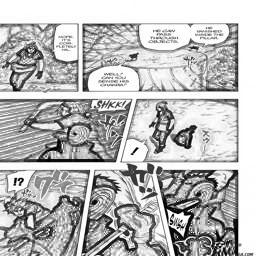 HE
VANISHED
INSIDE THE
PILLAR.
HE CAN
PASS
THROUGH
OBJECTS.
WELL?
CAN YOU
SENSE HIS
CHAKRA?
NOPE.
IT'S
COM-
PLETELY
!
SHKK!
!?